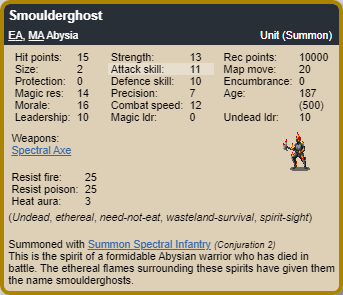 Smoulderghost
EA, MA Abysia Unit (Summon)
Hit points: 15 Strength: 13 Rec points: 10000
Size: 2 Attack skill: 11 Map move: 20
Protection: 0 Defence skill: 10 Encumbrance: 0
Magic res: 14 Precision: 7 Age: 187
Morale: 16 Combat speed: 12 (500)
Leadership: 10 Magic ldr: 0 Undead ldr: 10
Weapons:
Spectral Axe
Resist fire: 25
Resist poison: 25
Heat aura: 3
(Undead, ethereal, need-not-eat, wasteland-survival, spirit-sight)
Summoned with Summon Spectral Infantry (Conjuration 2)
This is the spirit of a formidable Abysian warrior who has died in
battle. The ethereal flames surrounding these spirits have given them
the name smoulderghosts.